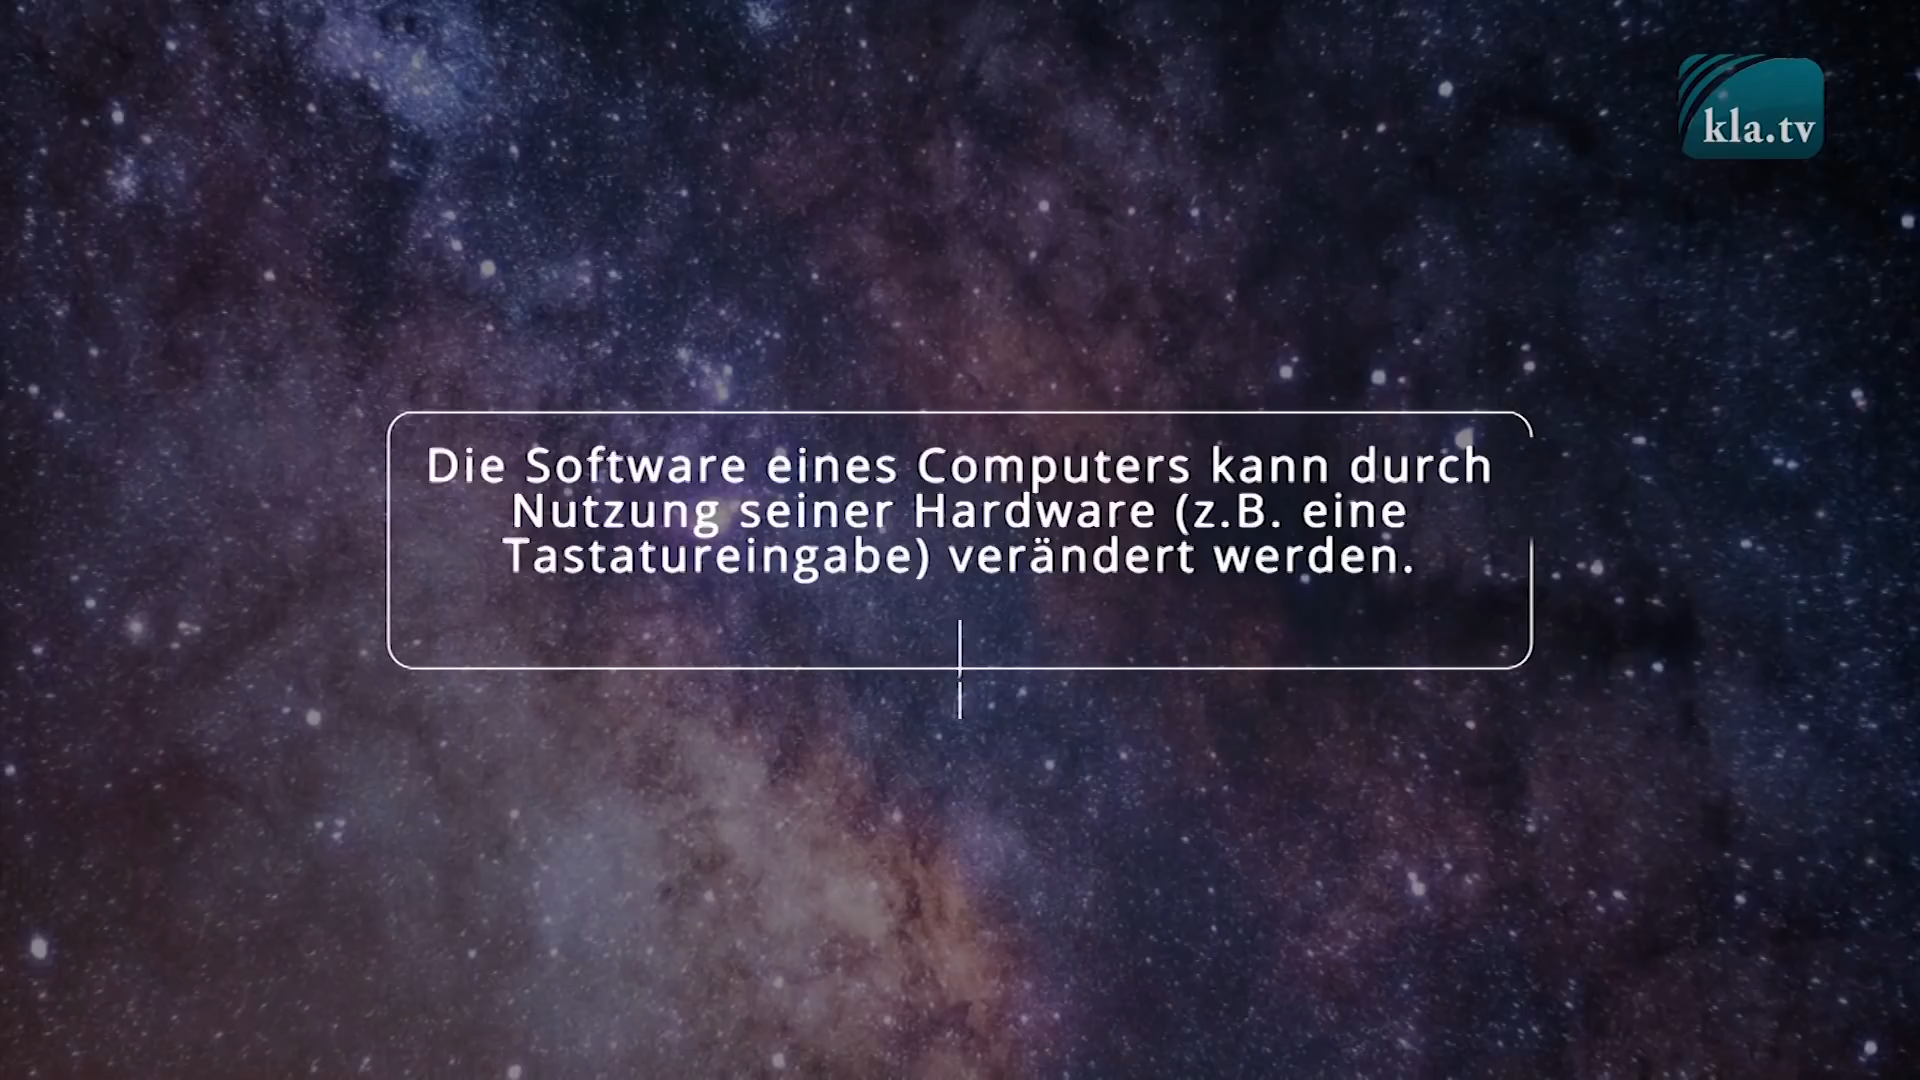 kla.tv
Die Software eines Computers kann durch
Nutzung seiner Hardware (z.B. eine
Tastatureingabe) verändert werden.